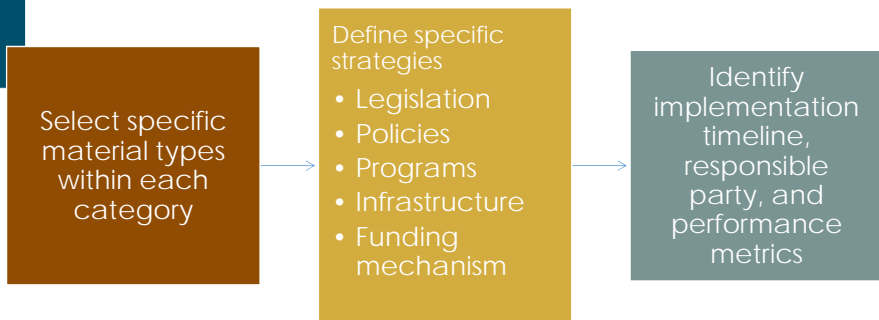 Select specific
material types
within each
category
Define specific
strategies
• Legislation
• Policies
• Programs
• Infrastructure
• Funding
mechanism
Identify
implementation
timeline,
responsible
party, and
performance
metrics